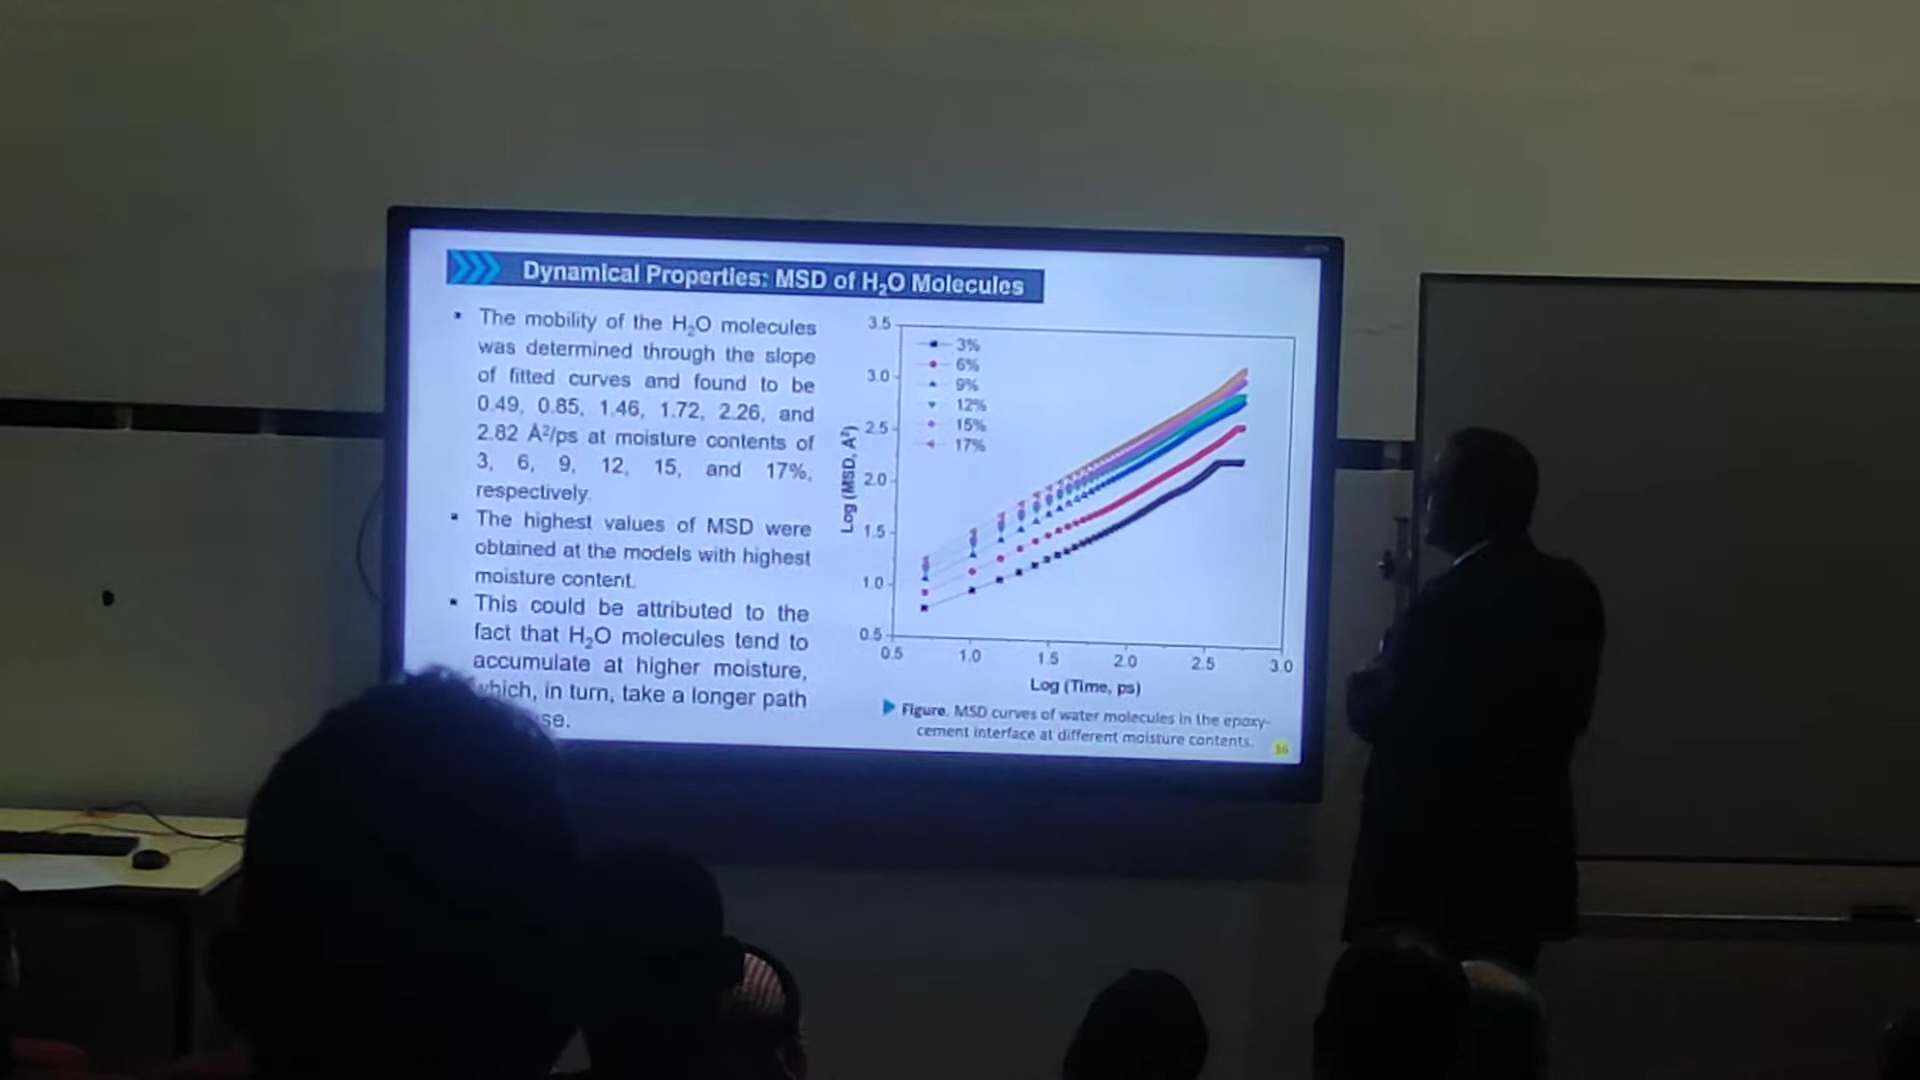 Dynamical Properties: MSD of H₂O Molecules
▪ The mobility of the H₂O molecules
was determined through the slope
of fitted curves and found to be
0.49, 0.85, 1.46, 1.72, 2.26, and
2.82 Å²/ps at moisture contents of
3, 6, 9, 12, 15, and 17%,
respectively.
▪ The highest values of MSD were
obtained at the models with highest
moisture content.
▪ This could be attributed to the
fact that H₂O molecules tend to
accumulate at higher moisture,
which, in turn, take a longer path
3.5
3.0
2.5
2.0
1.5
1.0
0.5
Log (MSD, Å²)
3%
6%
9%
12%
15%
17%
0.5 1.0 1.5 2.0 2.5 3.0
Log (Time, ps)
Figure. MSD curves of water molecules in the epoxy-
cement interface at different moisture contents.
36